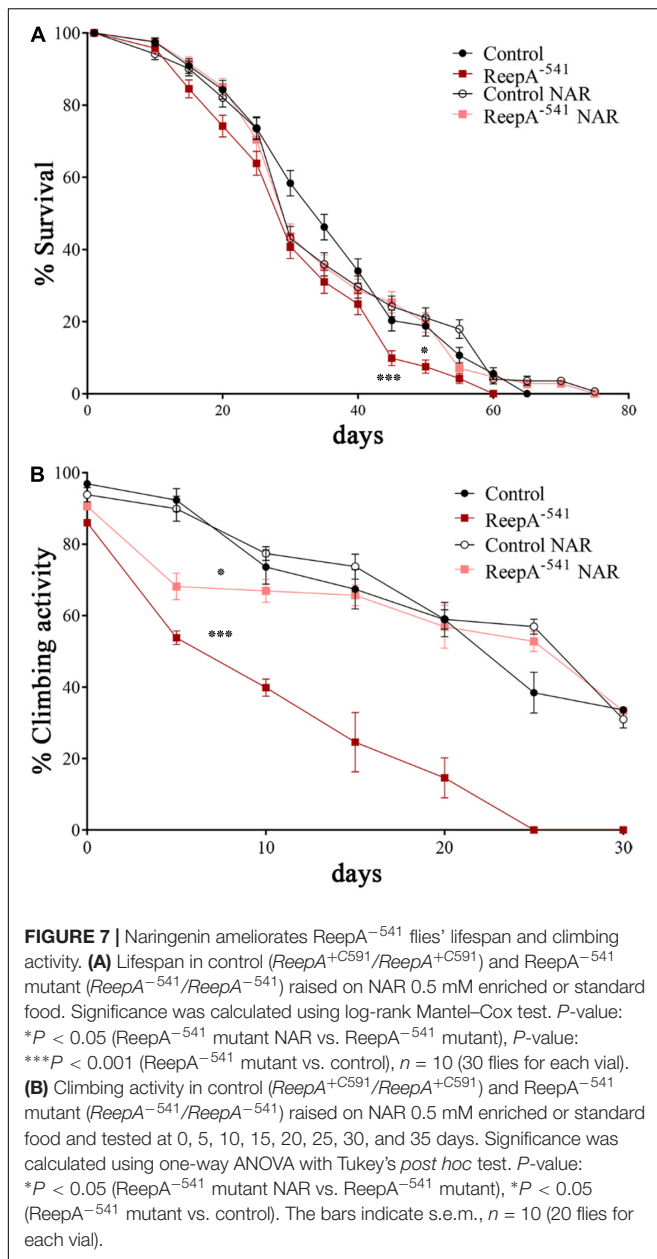 A
100
80
60
40
20
0
% Survival
0 20 40 60 80
days
Control
ReepA⁻⁵⁴¹
Control NAR
ReepA⁻⁵⁴¹ NAR
*
***
B
100
80
60
40
20
0
% Climbing activity
0 10 20 30
days
Control
ReepA⁻⁵⁴¹
Control NAR
ReepA⁻⁵⁴¹ NAR
*
***
FIGURE 7 | Naringenin ameliorates ReepA⁻⁵⁴¹ flies' lifespan and climbing
activity. (A) Lifespan in control (ReepA⁺ᶜ⁵⁹¹/ReepA⁺ᶜ⁵⁹¹) and ReepA⁻⁵⁴¹
mutant (ReepA⁻⁵⁴¹/ReepA⁻⁵⁴¹) raised on NAR 0.5 mM enriched or standard
food. Significance was calculated using log-rank Mantel–Cox test. P-value:
*P < 0.05 (ReepA⁻⁵⁴¹ mutant NAR vs. ReepA⁻⁵⁴¹ mutant), P-value:
***P < 0.001 (ReepA⁻⁵⁴¹ mutant vs. control), n = 10 (30 flies for each vial).
(B) Climbing activity in control (ReepA⁺ᶜ⁵⁹¹/ReepA⁺ᶜ⁵⁹¹) and ReepA⁻⁵⁴¹
mutant (ReepA⁻⁵⁴¹/ReepA⁻⁵⁴¹) raised on NAR 0.5 mM enriched or standard
food and tested at 0, 5, 10, 15, 20, 25, 30, and 35 days. Significance was
calculated using one-way ANOVA with Tukey's post hoc test. P-value:
*P < 0.05 (ReepA⁻⁵⁴¹ mutant NAR vs. ReepA⁻⁵⁴¹ mutant), *P < 0.05
(ReepA⁻⁵⁴¹ mutant vs. control). The bars indicate s.e.m., n = 10 (20 flies for
each vial).